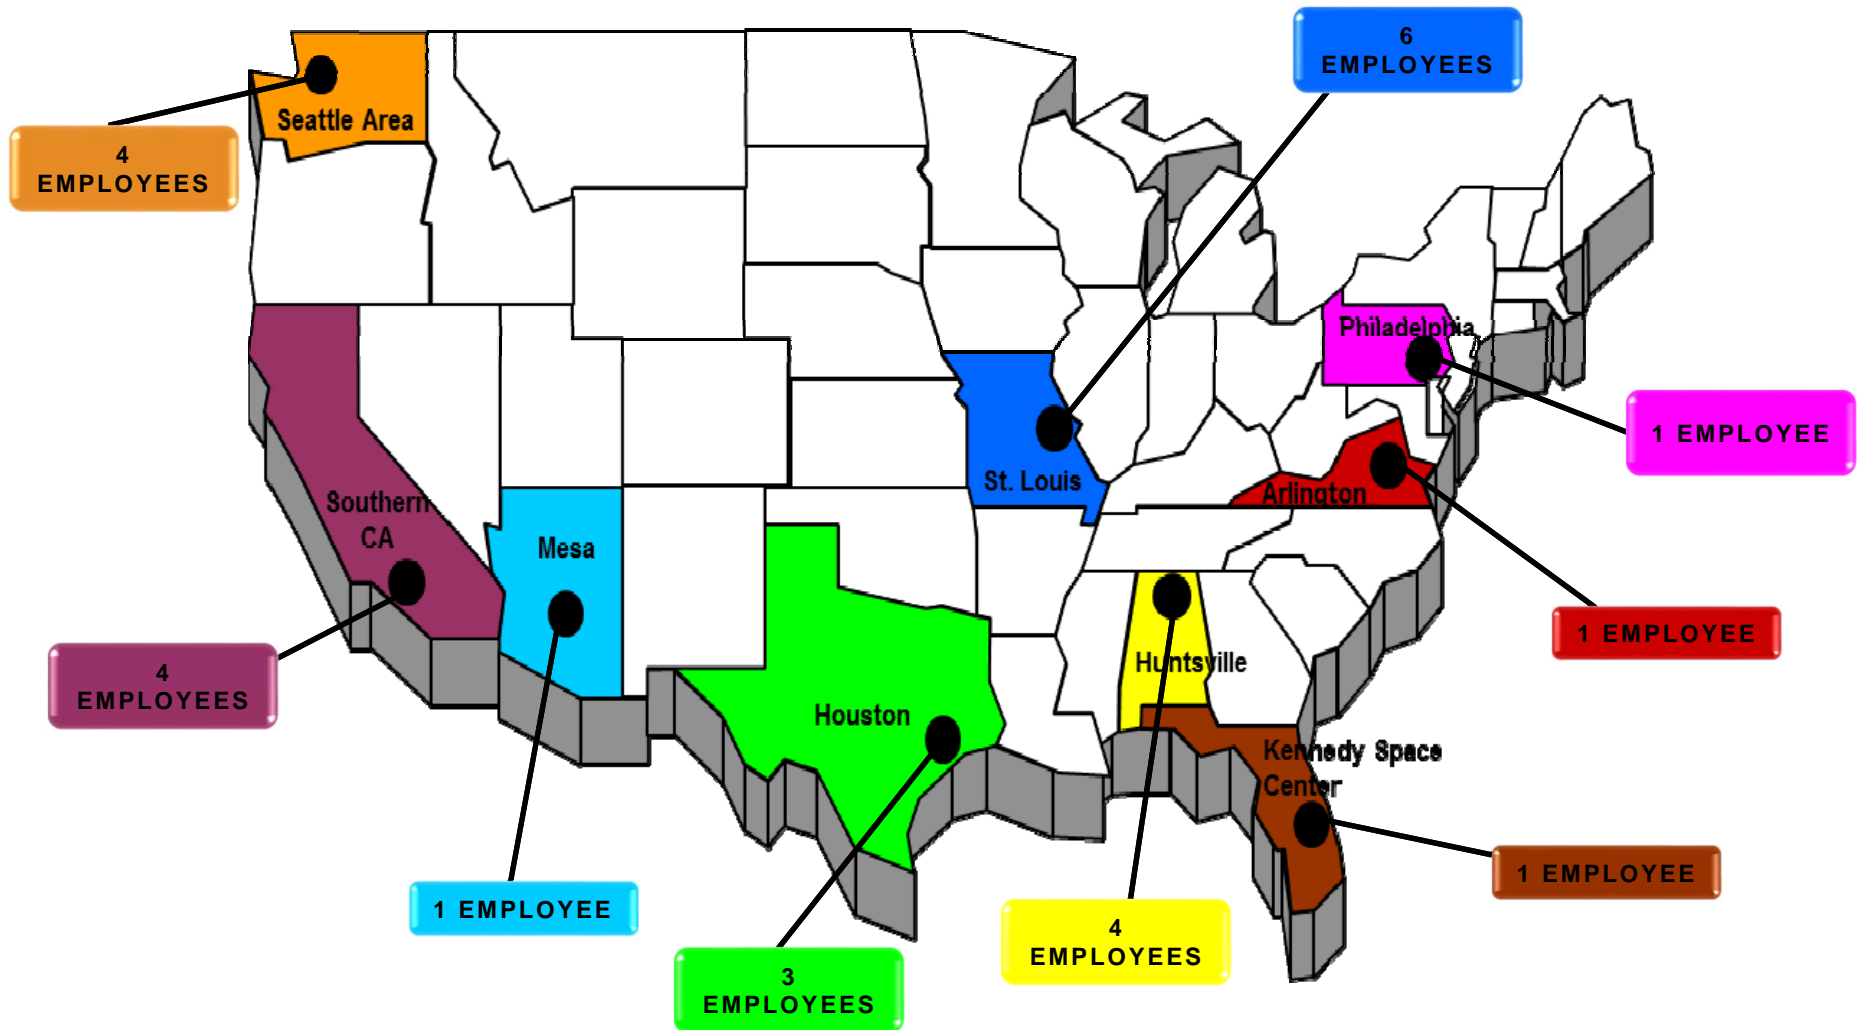 6
EMPLOYEES
Seattle Area
4
EMPLOYEES
Philadelphia
1 EMPLOYEE
St. Louis
Arlington
Southern
CA
Mesa
1 EMPLOYEE
Huntsville
4
EMPLOYEES
Houston
Kennedy Space
Center
1 EMPLOYEE
1 EMPLOYEE
4
EMPLOYEES
3
EMPLOYEES